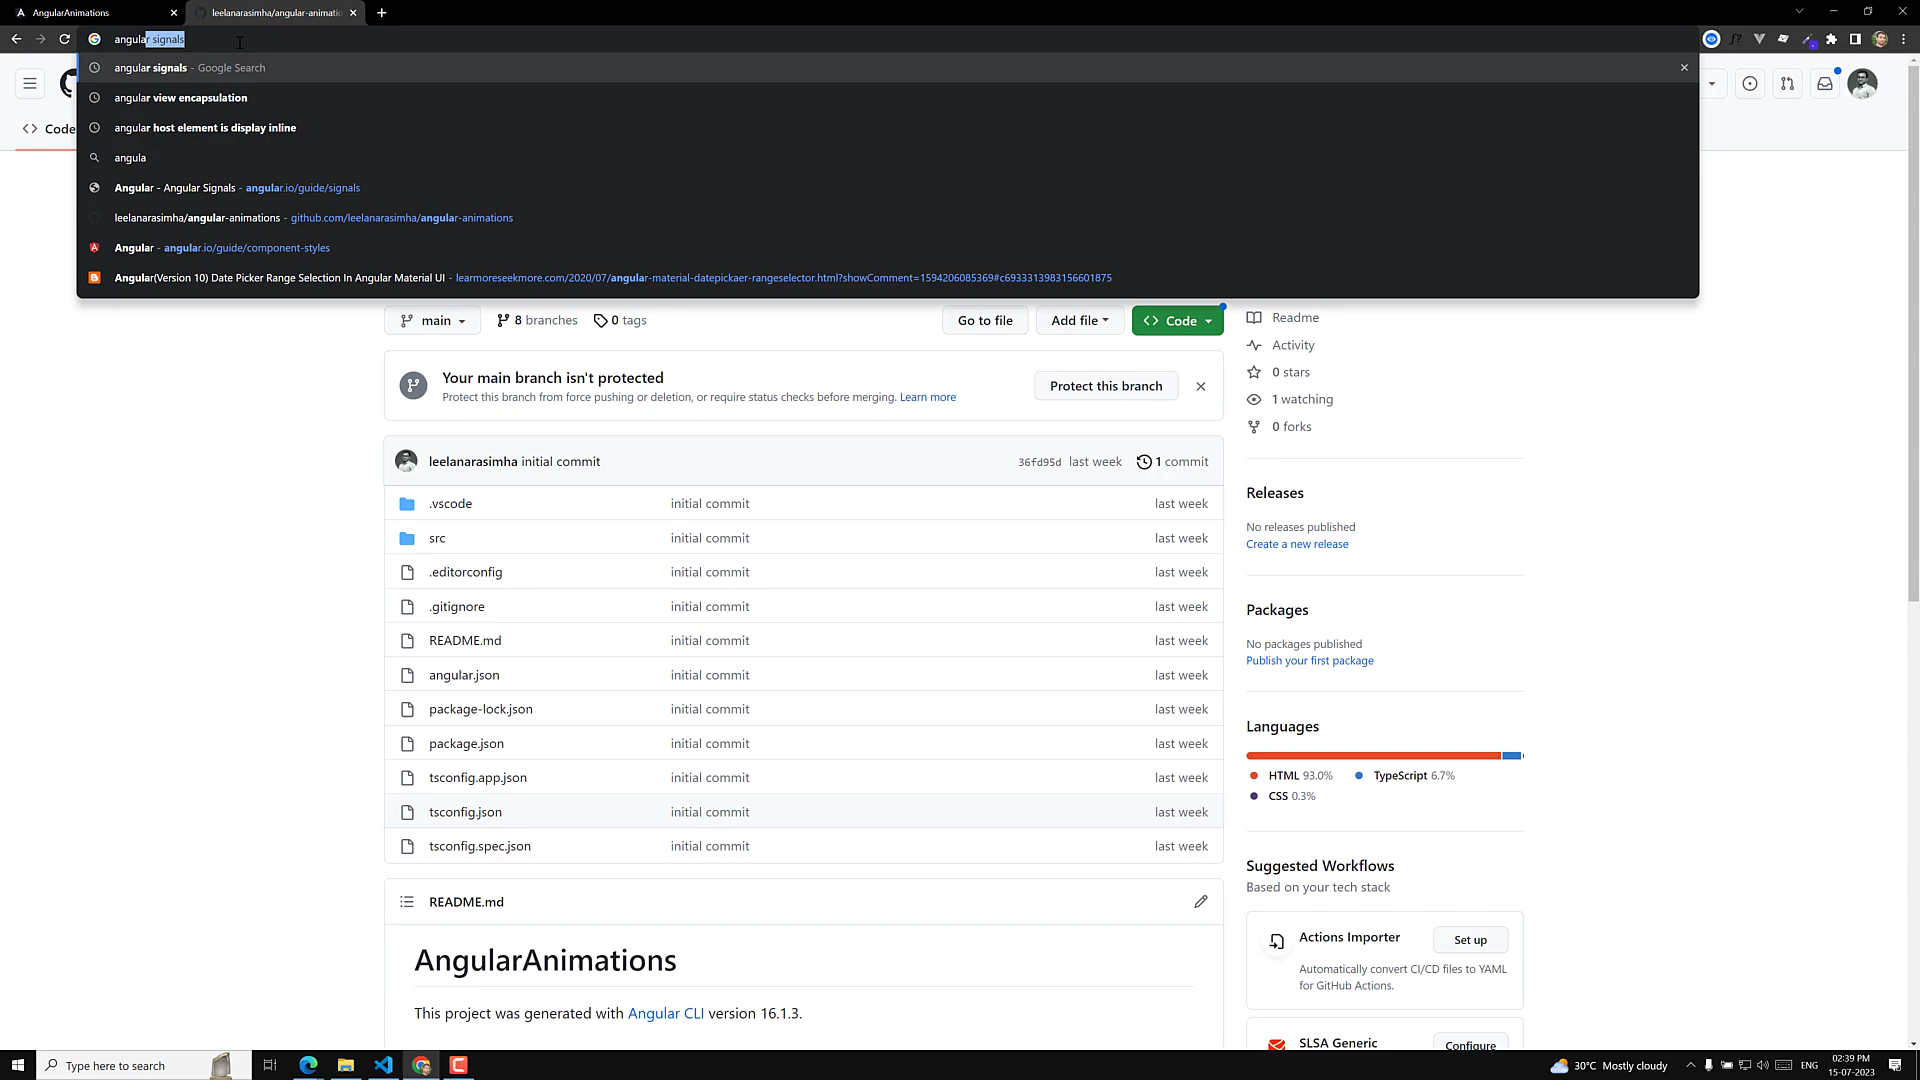 AngularAnimations
leelanarasimha/angular-animatio
angular signals
angular signals - Google Search
angular view encapsulation
angular host element is display inline
angula
Angular - Angular Signals - angular.io/guide/signals
leelanarasimha/angular-animations - github.com/leelanarasimha/angular-animations
Angular - angular.io/guide/component-styles
Angular(Version 10) Date Picker Range Selection In Angular Material UI - learmoreseekmore.com/2020/07/angular-material-datepickaer-rangeselector.html?showComment=1594206085369#c6933313983156601875
Code
main
8 branches
0 tags
Go to file
Add file
Code
Your main branch isn't protected
Protect this branch from force pushing or deletion, or require status checks before merging. Learn more
Protect this branch
leelanarasimha initial commit
36fd95d last week
1 commit
.vscode initial commit last week
src initial commit last week
.editorconfig initial commit last week
.gitignore initial commit last week
README.md initial commit last week
angular.json initial commit last week
package-lock.json initial commit last week
package.json initial commit last week
tsconfig.app.json initial commit last week
tsconfig.json initial commit last week
tsconfig.spec.json initial commit last week
README.md
AngularAnimations
This project was generated with Angular CLI version 16.1.3.
Readme
Activity
0 stars
1 watching
0 forks
Releases
No releases published
Create a new release
Packages
No packages published
Publish your first package
Languages
HTML 93.0%
TypeScript 6.7%
CSS 0.3%
Suggested Workflows
Based on your tech stack
Actions Importer
Set up
Automatically convert CI/CD files to YAML
for GitHub Actions.
SLSA Generic
Configure
Type here to search
30°C Mostly cloudy
ENG
02:39 PM
15-07-2023